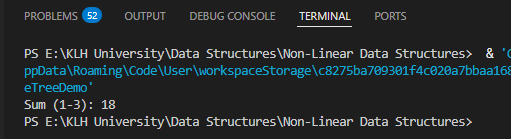 PROBLEMS 52 OUTPUT DEBUG CONSOLE TERMINAL PORTS
PS E:\KLH University\Data Structures\Non-Linear Data Structures> & '
ppData\Roaming\Code\User\workspaceStorage\c8275ba709301f4c020a7bbaa168
eTreeDemo'
Sum (1-3): 18
PS E:\KLH University\Data Structures\Non-Linear Data Structures>